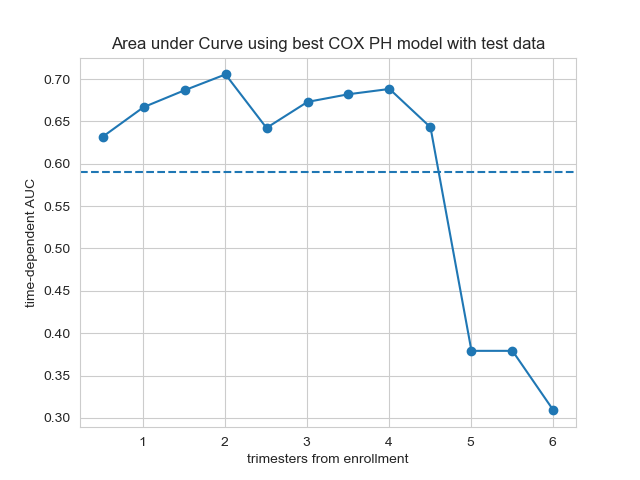 Area under Curve using best COX PH model with test data
time-dependent AUC
0.70
0.65
0.60
0.55
0.50
0.45
0.40
0.35
0.30
1 2 3 4 5 6
trimesters from enrollment